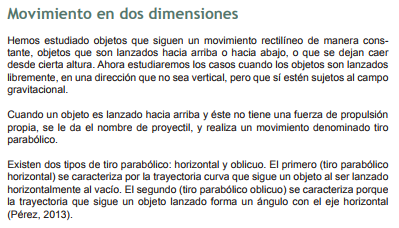 Movimiento en dos dimensiones
Hemos estudiado objetos que siguen un movimiento rectilíneo de manera cons-
tante, objetos que son lanzados hacia arriba o hacia abajo, o que se dejan caer
desde cierta altura. Ahora estudiaremos los casos cuando los objetos son lanzados
libremente, en una dirección que no sea vertical, pero que sí estén sujetos al campo
gravitacional.
Cuando un objeto es lanzado hacia arriba y éste no tiene una fuerza de propulsión
propia, se le da el nombre de proyectil, y realiza un movimiento denominado tiro
parabólico.
Existen dos tipos de tiro parabólico: horizontal y oblicuo. El primero (tiro parabólico
horizontal) se caracteriza por la trayectoria curva que sigue un objeto al ser lanzado
horizontalmente al vacío. El segundo (tiro parabólico oblicuo) se caracteriza porque
la trayectoria que sigue un objeto lanzado forma un ángulo con el eje horizontal
(Pérez, 2013).